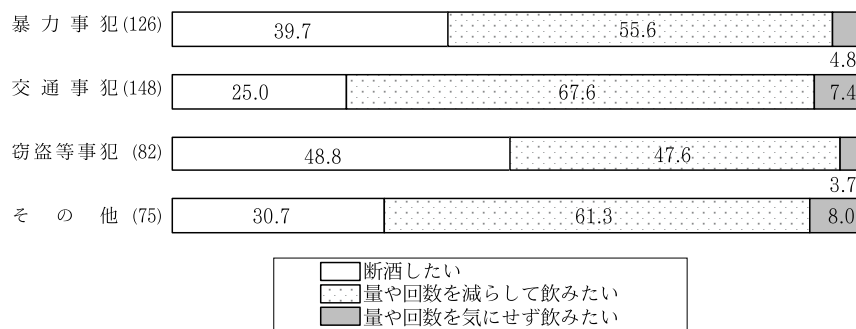 暴力事犯(126) 39.7 55.6
4.8
交通事犯(148) 25.0 67.6 7.4
窃盗等事犯 (82) 48.8 47.6
3.7
その他 (75) 30.7 61.3 8.0
断酒したい
量や回数を減らして飲みたい
量や回数を気にせず飲みたい